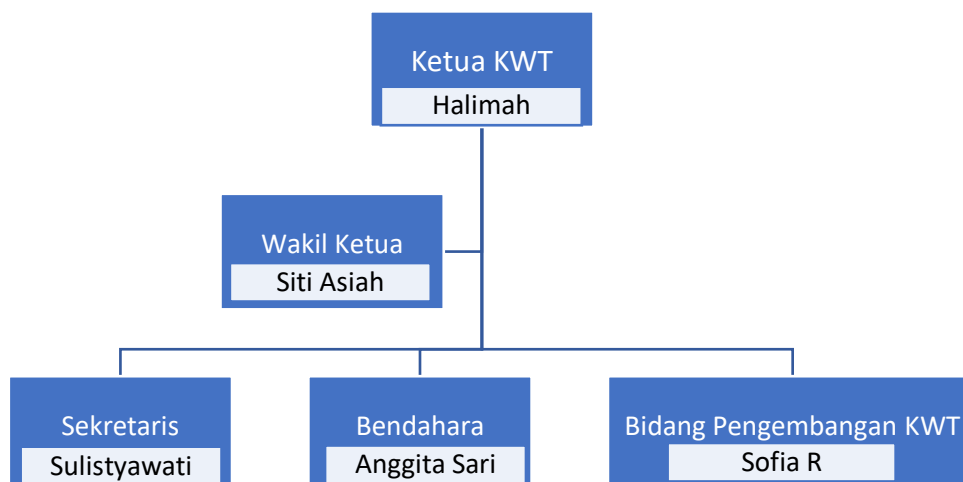 Ketua KWT
Halimah
Wakil Ketua
Siti Asiah
Sekretaris
Sulistyawati
Bendahara
Anggita Sari
Bidang Pengembangan KWT
Sofia R